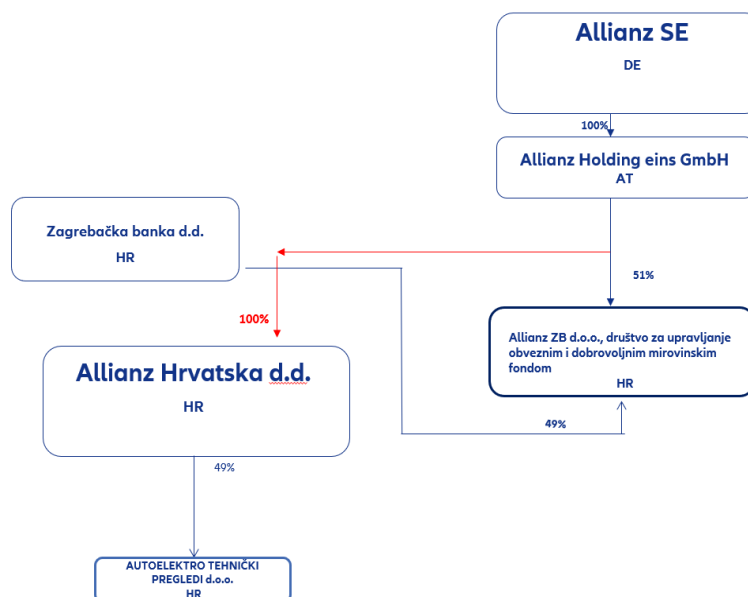 Allianz SE
DE
100%
Allianz Holding eins GmbH
AT
Zagrebačka banka d.d.
HR
51%
100%
Allianz ZB d.o.o., društvo za upravljanje
obveznim i dobrovoljnim mirovinskim
fondom
HR
Allianz Hrvatska d.d.
HR
49%
49%
AUTOELEKTRO TEHNIČKI
PREGLEDI d.o.o.
HR